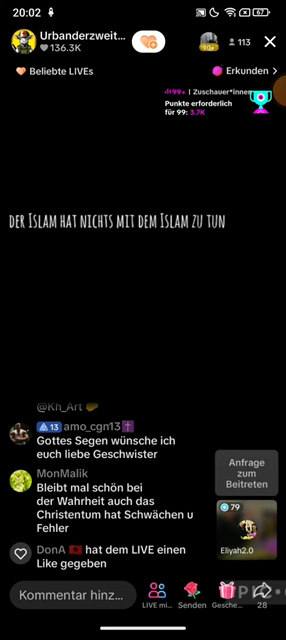 20:02
67
Urbanderzweit...
136.3K
113
Beliebte LIVEs
Erkunden >
99+ | Zuschauer*innen
Punkte erforderlich
für 99: 3.7K
der Islam hat nichts mit dem Islam zu tun
@Kh_Art
13 amo_cgn13
Gottes Segen wünsche ich
euch liebe Geschwister
MonMalik
Bleibt mal schön bei
der Wahrheit auch das
Christentum hat Schwächen u
Fehler
DonA hat dem LIVE einen
Like gegeben
Anfrage
zum
Beitreten
79
Eliyah2.0
Kommentar hinz...
LIVE mi...
Senden
Gesche...
28